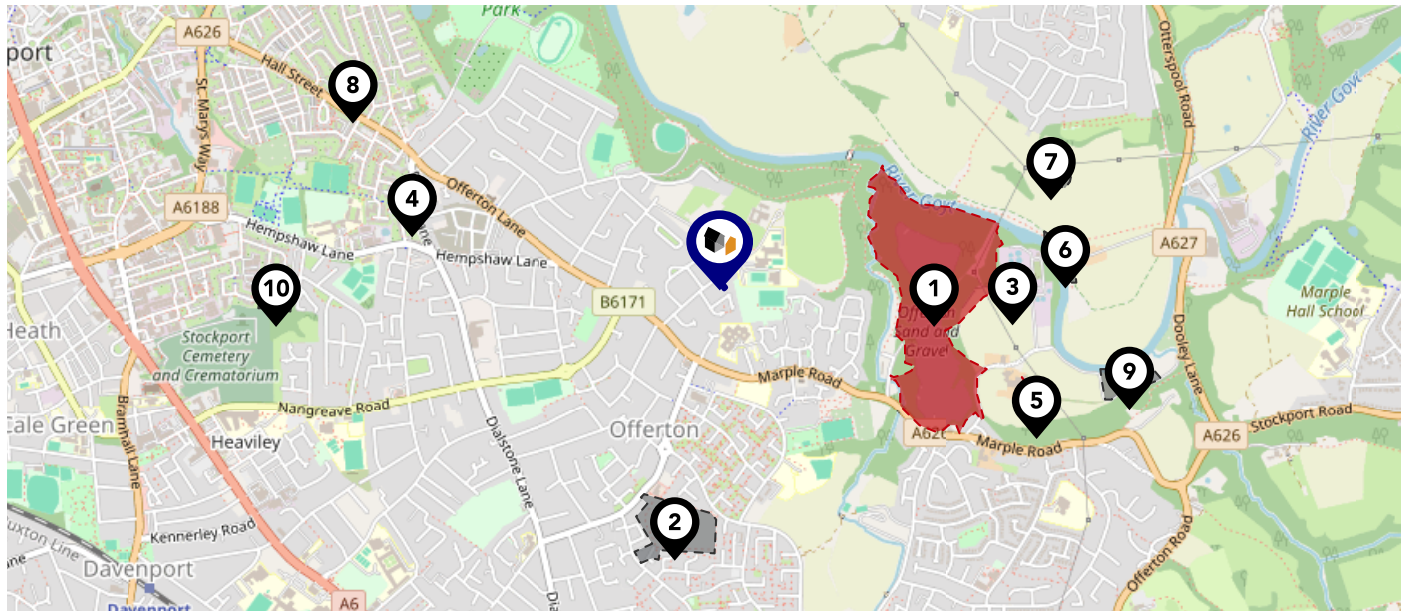 Park
port
A626
Hall Street
8
St. Marys Way
Otterspool Road
River Goyt
7
4
Offerton Lane
A6188
Hempshaw Lane
Hempshaw Lane
River Goyt
A627
6
10
1
3
B6171
Heath
Stockport
Cemetery
and Crematorium
Sand and
Gravel
Marple
Hall School
Dooley Lane
Marple Road
9
5
Nangreave Road
Bramhall Lane
Cale Green
Heaviley
Offerton
A626
Marple Road
A626
Stockport Road
Dialstone Lane
2
Kennerley Road
Buxton Line
Davenport
Offerton Road
Davenport
A6